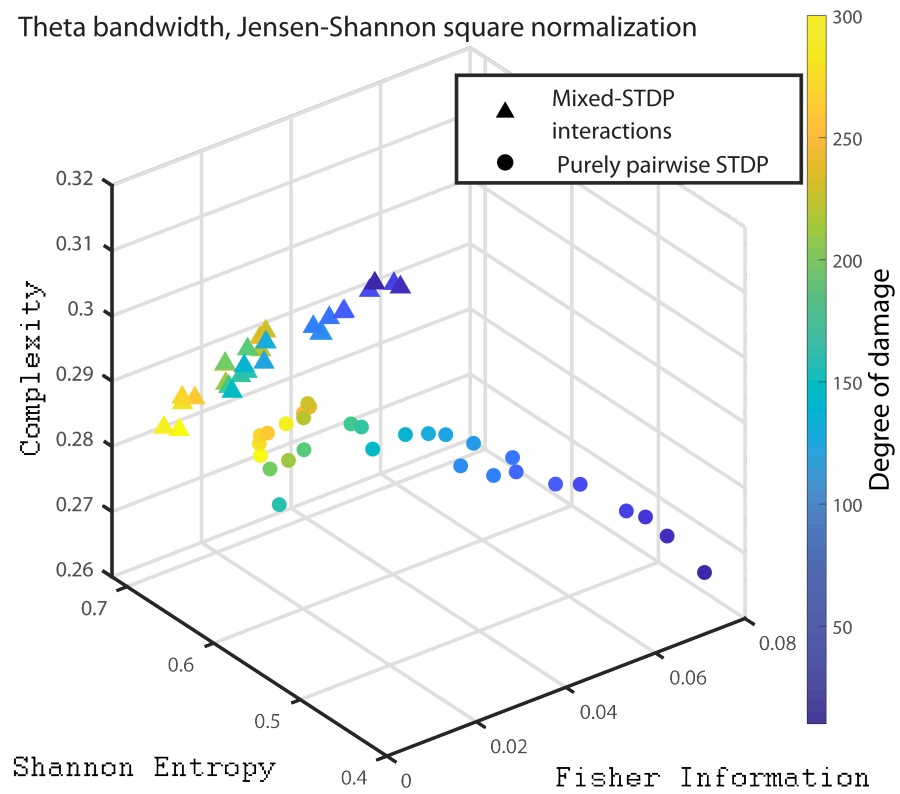 Theta bandwidth, Jensen-Shannon square normalization
Mixed-STDP
interactions
Purely pairwise STDP
300
250
200
150
100
50
Degree of damage
0.32
0.31
0.3
0.29
0.28
0.27
0.26
Complexity
0.7
0.6
0.5
0.4
Shannon Entropy
0
0.02
0.04
0.06
0.08
Fisher Information